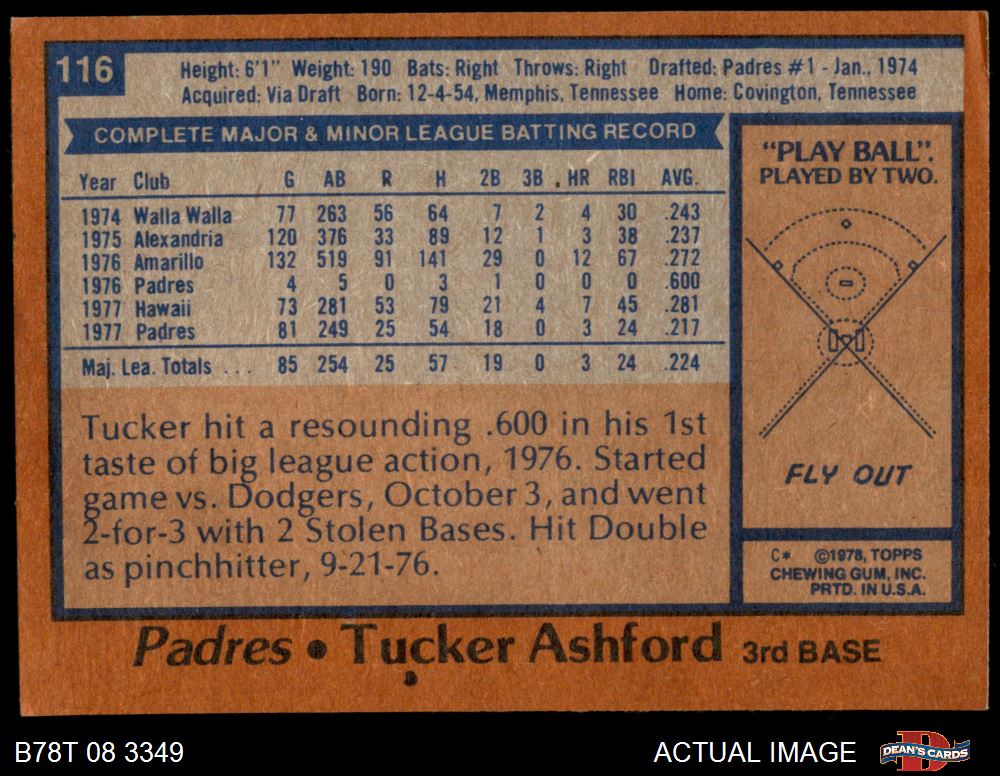 116
Height: 6'1" Weight: 190 Bats: Right Throws: Right Drafted: Padres #1 - Jan., 1974
Acquired: Via Draft Born: 12-4-54, Memphis, Tennessee Home: Covington, Tennessee
COMPLETE MAJOR & MINOR LEAGUE BATTING RECORD
Year Club G AB R H 2B 3B HR RBI AVG.
1974 Walla Walla 77 263 56 64 7 2 4 30 .243
1975 Alexandria 120 376 33 89 12 1 3 38 .237
1976 Amarillo 132 519 91 141 29 0 12 67 .272
1976 Padres 4 5 0 3 1 0 0 0 .600
1977 Hawaii 73 281 53 79 21 4 7 45 .281
1977 Padres 81 249 25 54 18 0 3 24 .217
Maj. Lea. Totals . . . 85 254 25 57 19 0 3 24 .224
Tucker hit a resounding .600 in his 1st
taste of big league action, 1976. Started
game vs. Dodgers, October 3, and went
2-for-3 with 2 Stolen Bases. Hit Double
as pinchhitter, 9-21-76.
"PLAY BALL".
PLAYED BY TWO.
FLY OUT
C* ©1978, TOPPS
CHEWING GUM, INC.
PRTD. IN U.S.A.
Padres • Tucker Ashford 3rd BASE
B78T 08 3349
ACTUAL IMAGE
DEAN'S CARDS